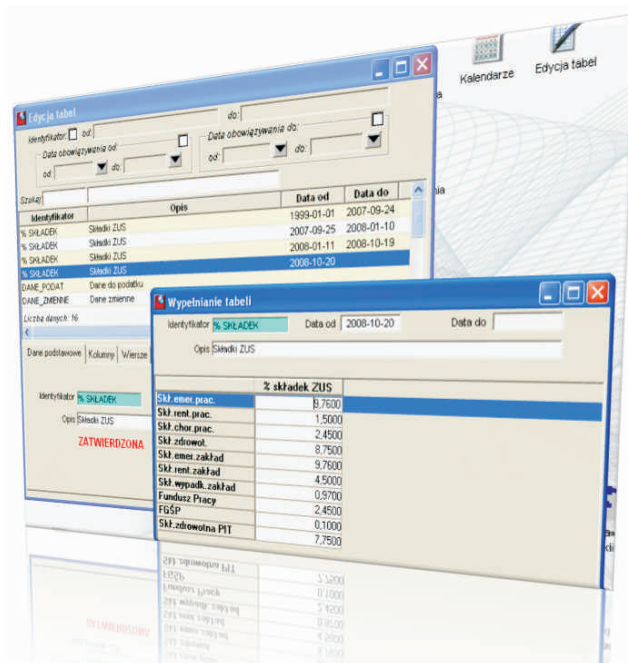 Kalendarze
Edycja tabel
Edycja tabel
Identyfikator: od: do:
Data obowiązywania od
od: do:
Data obowiązywania do:
od: do:
Szukaj
Identyfikator Opis Data od Data do
% SKŁADEK Składki ZUS 1999-01-01 2007-09-24
% SKŁADEK Składki ZUS 2007-09-25 2008-01-10
% SKŁADEK Składki ZUS 2008-01-11 2008-10-19
% SKŁADEK Składki ZUS 2008-10-20
DANE_PODAT Dane do podatku
DANE_ZMIENNE Dane zmienne
Liczba danych: 16
Dane podstawowe Kolumny Wiersze
Identyfikator % SKŁADEK
Opis Składki ZUS
ZATWIERDZONA
Wypełnianie tabeli
Identyfikator % SKŁADEK Data od 2008-10-20 Data do
Opis Składki ZUS
% składek ZUS
Skł.emer.prac. 9,7600
Skł.rent.prac. 1,5000
Skł.chor.prac. 2,4500
Skł.zdrowot. 8,7500
Skł.emer.zakład 9,7600
Skł.rent.zakład 4,5000
Skł.wypadk.zakład 0,9700
Fundusz Pracy 2,4500
FGŚP 0,1000
Skł.zdrowotna PIT 7,7500